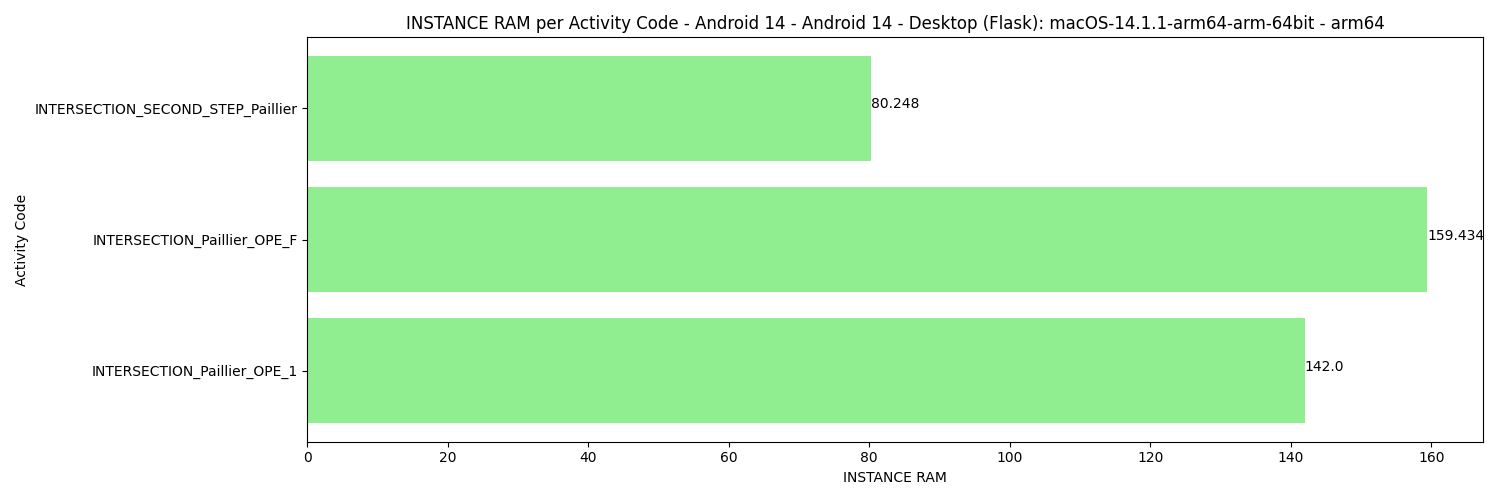 INSTANCE RAM per Activity Code - Android 14 - Android 14 - Desktop (Flask): macOS-14.1.1-arm64-arm-64bit - arm64
Activity Code
INTERSECTION_SECOND_STEP_Paillier
80.248
INTERSECTION_Paillier_OPE_F
159.434
INTERSECTION_Paillier_OPE_1
142.0
0 20 40 60 80 100 120 140 160
INSTANCE RAM